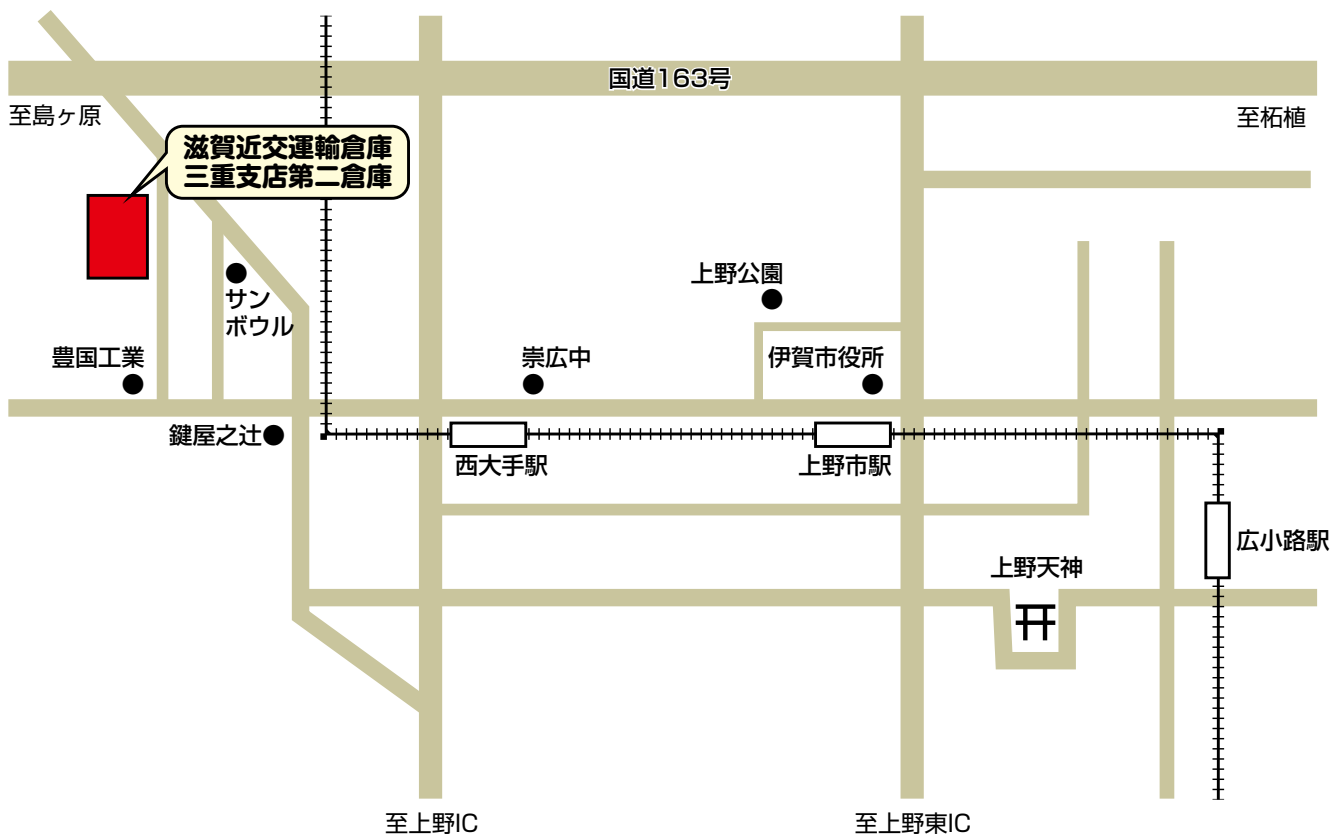 国道163号
至島ヶ原
至柘植
滋賀近交運輸倉庫
三重支店第二倉庫
サン
ボウル
上野公園
豊国工業
崇広中
伊賀市役所
鍵屋之辻
西大手駅
上野市駅
広小路駅
上野天神
至上野IC
至上野東IC